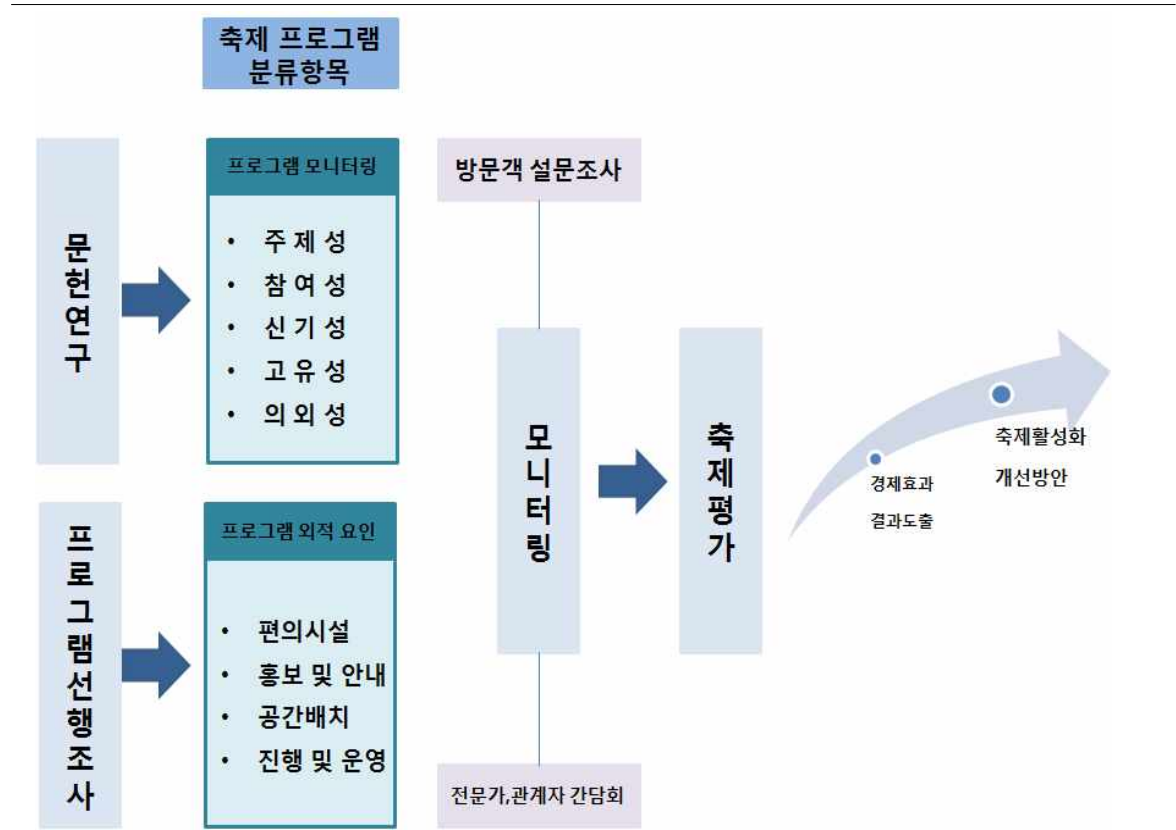 축제 프로그램
분류항목
문헌연구
프로그램 모니터링
• 주 제 성
• 참 여 성
• 신 기 성
• 고 유 성
• 의 외 성
프로그램선행조사
프로그램 외적 요인
• 편의시설
• 홍보 및 안내
• 공간배치
• 진행 및 운영
방문객 설문조사
모니터링
전문가,관계자 간담회
축제평가
경제효과
결과도출
축제활성화
개선방안